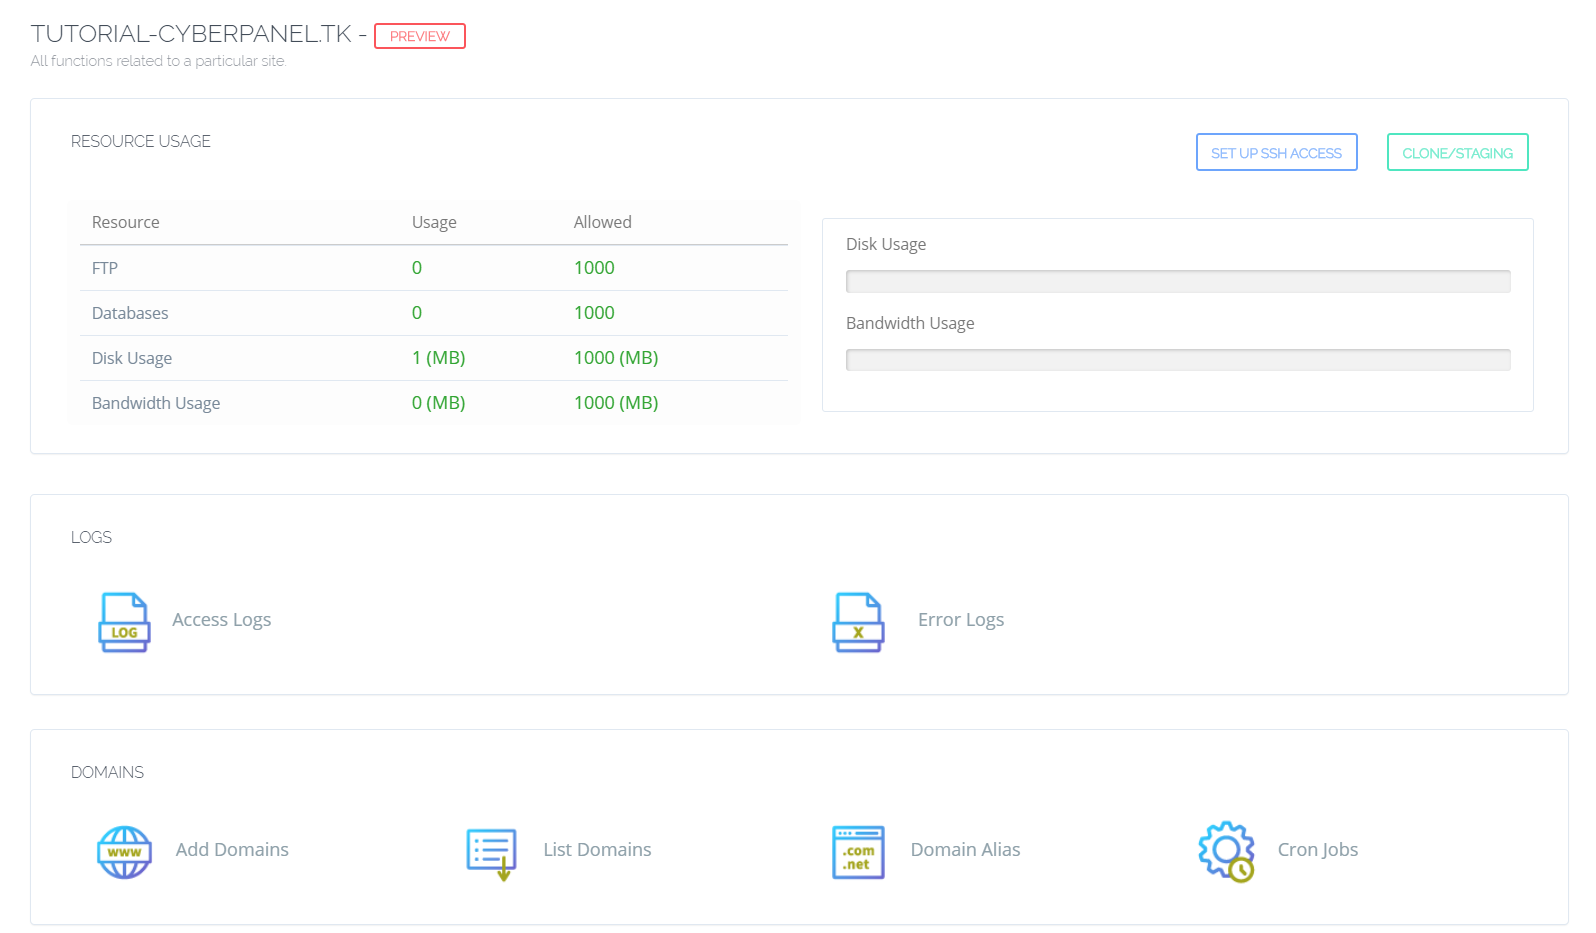 TUTORIAL-CYBERPANEL.TK - PREVIEW
All functions related to a particular site.
RESOURCE USAGE
SET UP SSH ACCESS
CLONE/STAGING
Resource Usage Allowed
FTP 0 1000
Databases 0 1000
Disk Usage 1 (MB) 1000 (MB)
Bandwidth Usage 0 (MB) 1000 (MB)
Disk Usage
Bandwidth Usage
LOGS
LOG Access Logs
X Error Logs
DOMAINS
www Add Domains
List Domains
.com
.net
Domain Alias
Cron Jobs